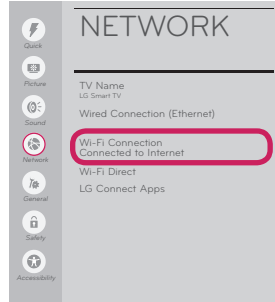 NETWORK
Quick
Picture
Sound
Network
General
Safety
Accessibility
TV Name
LG Smart TV
Wired Connection (Ethernet)
Wi-Fi Connection
Connected to Internet
Wi-Fi Direct
LG Connect Apps